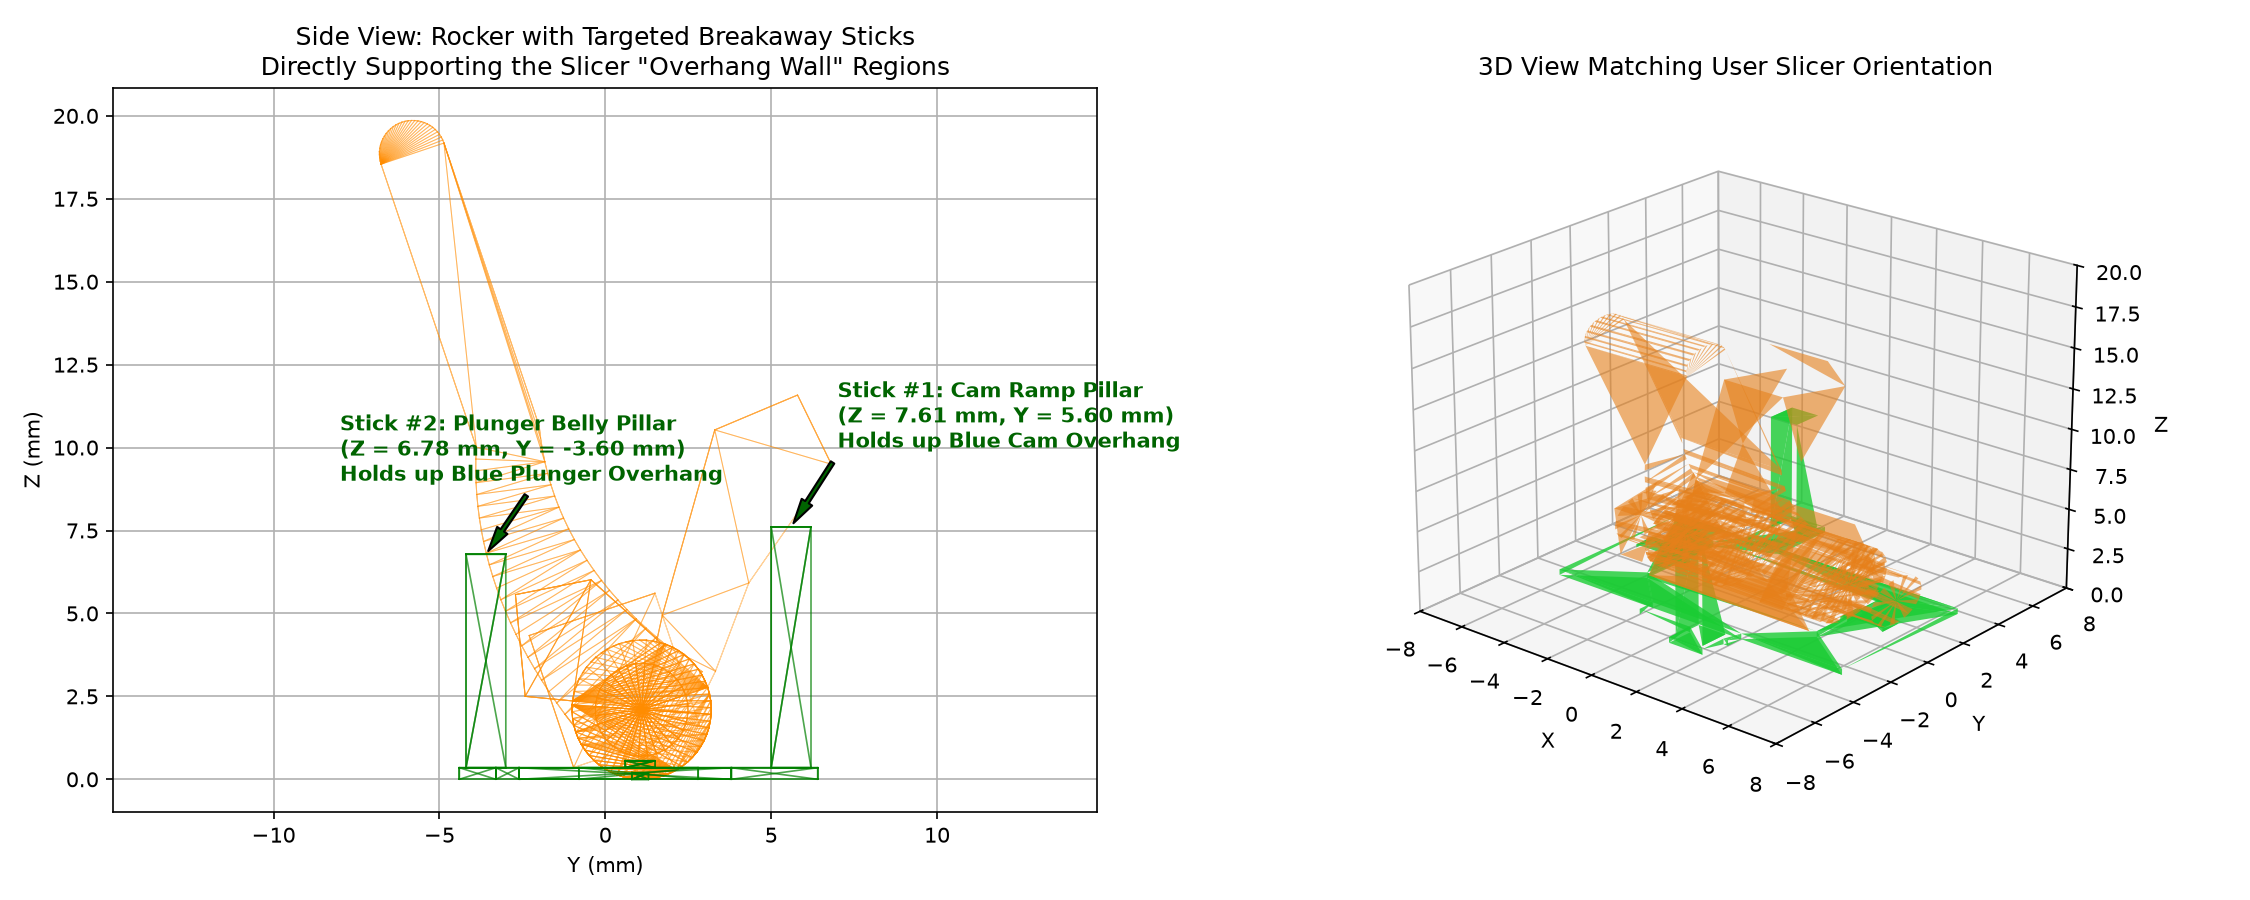 Side View: Rocker with Targeted Breakaway Sticks
Directly Supporting the Slicer "Overhang Wall" Regions
20.0
17.5
15.0
12.5
10.0
7.5
5.0
2.5
0.0
Z (mm)
Stick #1: Cam Ramp Pillar
(Z = 7.61 mm, Y = 5.60 mm)
Holds up Blue Cam Overhang
Stick #2: Plunger Belly Pillar
(Z = 6.78 mm, Y = -3.60 mm)
Holds up Blue Plunger Overhang
−10
−5
0
5
10
Y (mm)
3D View Matching User Slicer Orientation
20.0
17.5
15.0
12.5
10.0
7.5
5.0
2.5
0.0
Z
−8
−6
−4
−2
0
2
4
6
8
X
−8
−6
−4
−2
0
2
4
6
8
Y